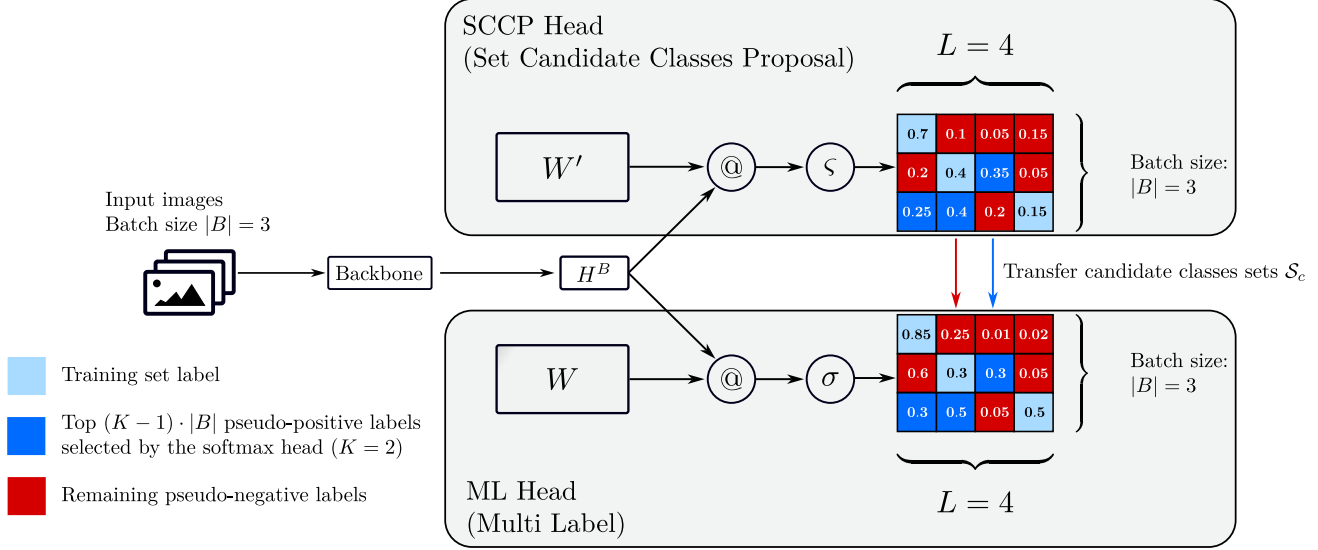 SCCP Head
(Set Candidate Classes Proposal)
L = 4
W′
@
ς
0.7 0.1 0.05 0.15
0.2 0.4 0.35 0.05
0.25 0.4 0.2 0.15
Batch size:
|B| = 3
Input images
Batch size |B| = 3
Backbone
H^B
Transfer candidate classes sets 𝒮_c
W
@
σ
0.85 0.25 0.01 0.02
0.6 0.3 0.3 0.05
0.3 0.5 0.05 0.5
Batch size:
|B| = 3
Training set label
Top (K − 1) · |B| pseudo-positive labels
selected by the softmax head (K = 2)
Remaining pseudo-negative labels
ML Head
(Multi Label)
L = 4